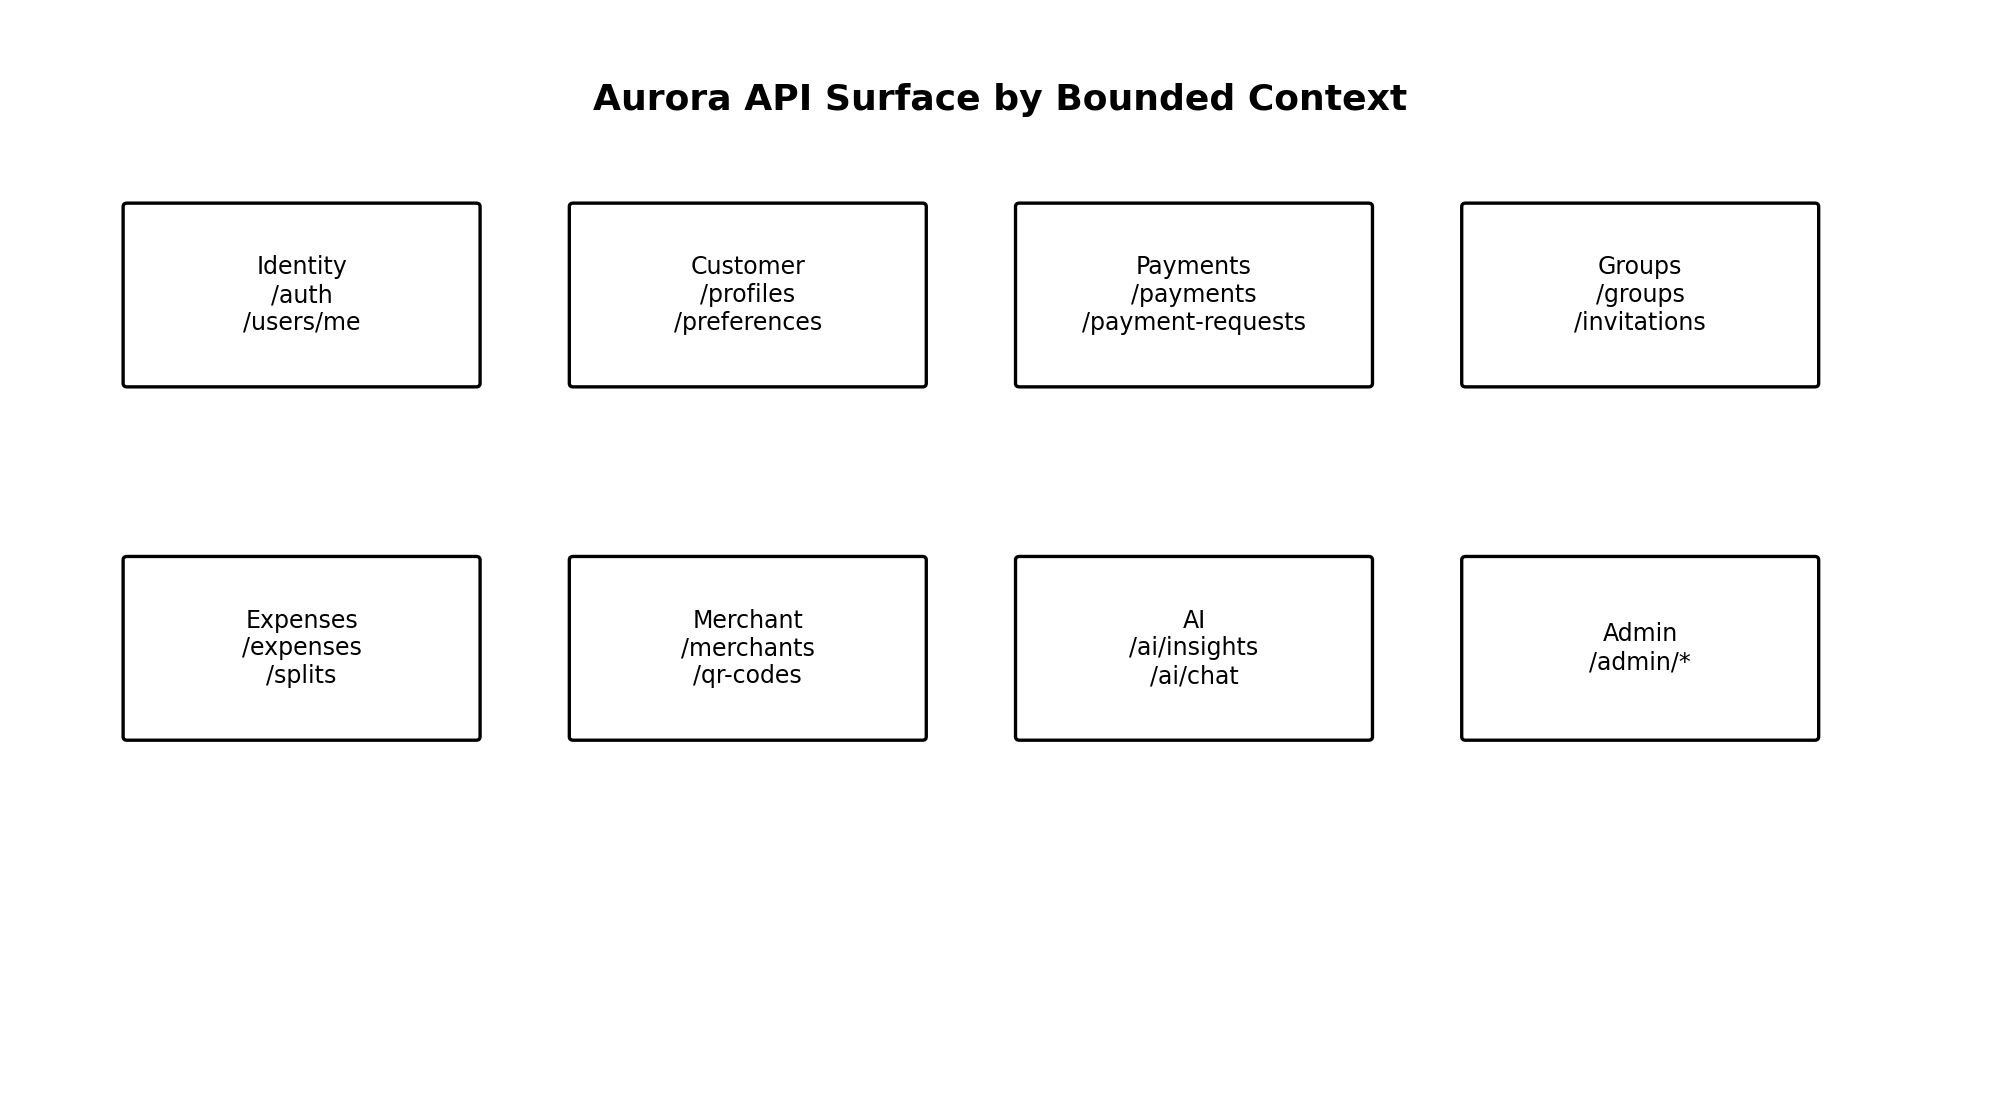 Aurora API Surface by Bounded Context
Identity
/auth
/users/me
Customer
/profiles
/preferences
Payments
/payments
/payment-requests
Groups
/groups
/invitations
Expenses
/expenses
/splits
Merchant
/merchants
/qr-codes
AI
/ai/insights
/ai/chat
Admin
/admin/*